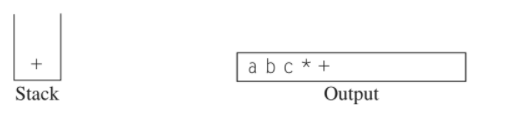 +
a b c * +
Stack
Output